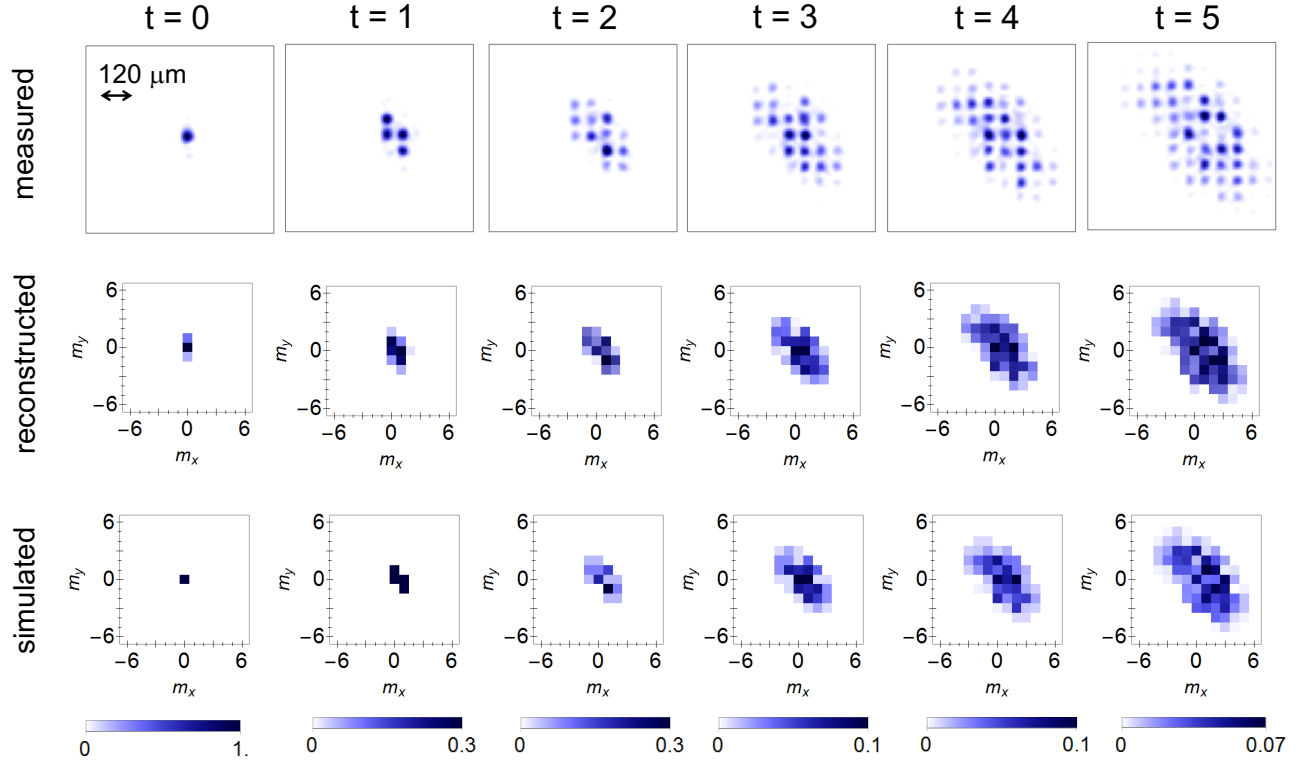 t = 0 t = 1 t = 2 t = 3 t = 4 t = 5
measured
120 μm
reconstructed
6 6 6 6 6 6
m_y m_y m_y m_y m_y m_y
0 0 0 0 0 0
−6 −6 −6 −6 −6 −6
−6 0 6 −6 0 6 −6 0 6 −6 0 6 −6 0 6 −6 0 6
m_x m_x m_x m_x m_x m_x
simulated
6 6 6 6 6 6
m_y m_y m_y m_y m_y m_y
0 0 0 0 0 0
−6 −6 −6 −6 −6 −6
−6 0 6 −6 0 6 −6 0 6 −6 0 6 −6 0 6 −6 0 6
m_x m_x m_x m_x m_x m_x
0 1. 0 0.3 0 0.3 0 0.1 0 0.1 0 0.07